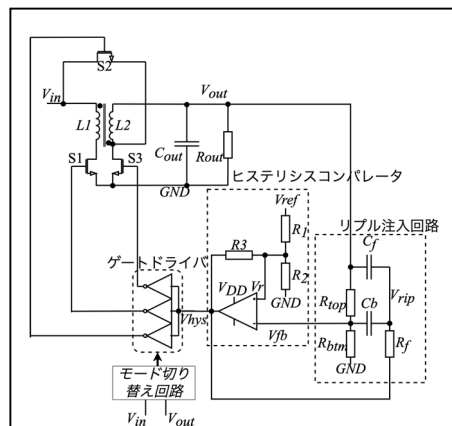 S2
Vin
Vout
L1
L2
S1
S3
Cout
Rout
GND
ヒステリシスコンパレータ
Vref
R1
R3
リプル注入回路
Cf
ゲートドライバ
VDD
Vr
R2
GND
Rtop
Cb
Vrip
Vhys
Vfb
Rbtm
Rf
GND
モード切り
替え回路
Vin
Vout